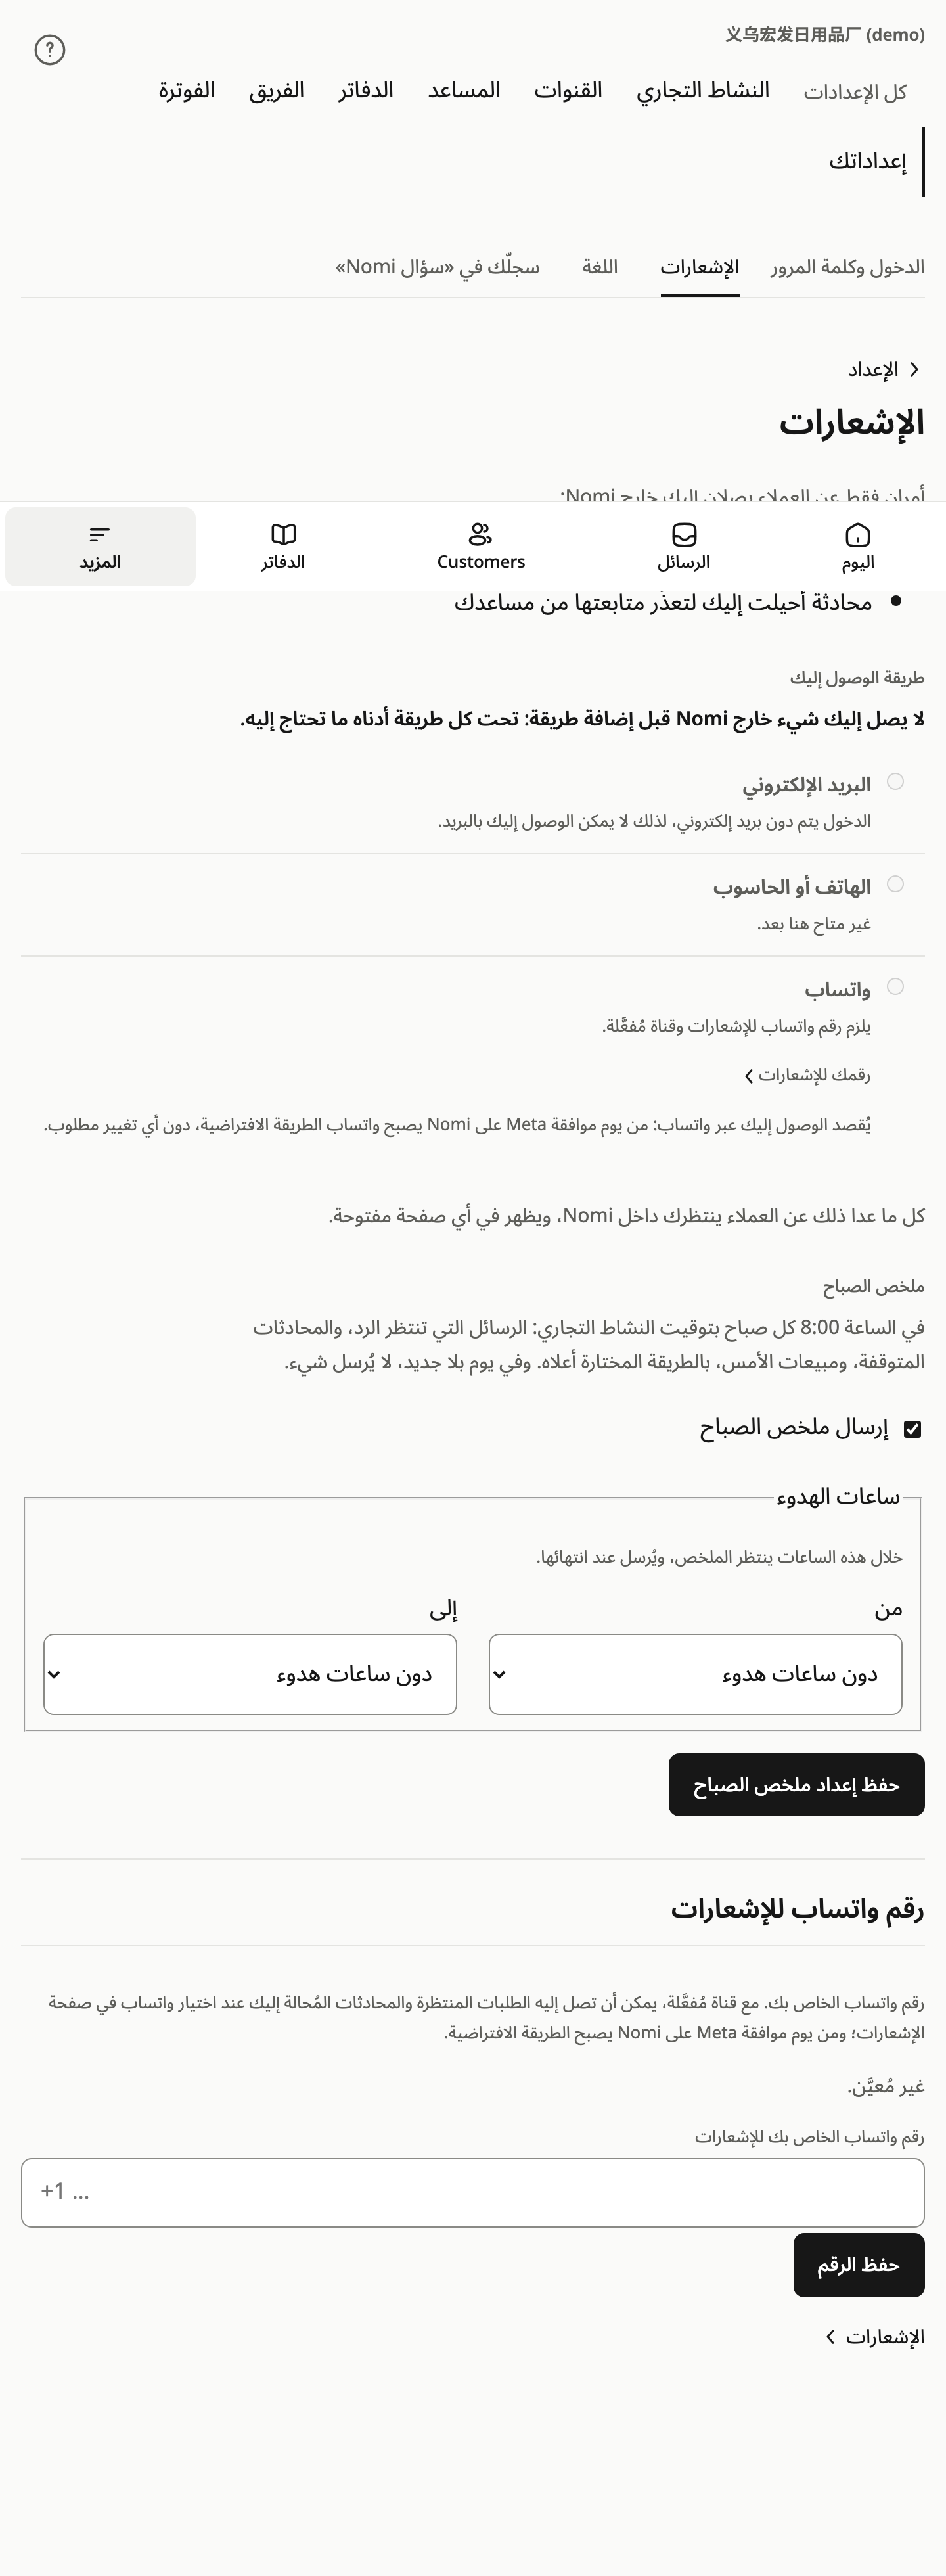 义乌宏发日用品厂 (demo)
كل الإعدادات
النشاط التجاري
القنوات
المساعد
الدفاتر
الفريق
الفوترة
إعداداتك
الدخول وكلمة المرور
الإشعارات
اللغة
سجلّك في «سؤال Nomi»
الإعداد
الإشعارات
أمران فقط عن العملاء يصلان إليك خارج Nomi:
اليوم
الرسائل
Customers
الدفاتر
المزيد
محادثة أُحيلت إليك لتعذّر متابعتها من مساعدك
طريقة الوصول إليك
لا يصل إليك شيء خارج Nomi قبل إضافة طريقة: تحت كل طريقة أدناه ما تحتاج إليه.
البريد الإلكتروني
الدخول يتم دون بريد إلكتروني، لذلك لا يمكن الوصول إليك بالبريد.
الهاتف أو الحاسوب
غير متاح هنا بعد.
واتساب
يلزم رقم واتساب للإشعارات وقناة مُفعَّلة.
رقمك للإشعارات
يُقصد الوصول إليك عبر واتساب: من يوم موافقة Meta على Nomi يصبح واتساب الطريقة الافتراضية، دون أي تغيير مطلوب.
كل ما عدا ذلك عن العملاء ينتظرك داخل Nomi، ويظهر في أي صفحة مفتوحة.
ملخص الصباح
في الساعة 8:00 كل صباح بتوقيت النشاط التجاري: الرسائل التي تنتظر الرد، والمحادثات
المتوقفة، ومبيعات الأمس، بالطريقة المختارة أعلاه. وفي يوم بلا جديد، لا يُرسل شيء.
إرسال ملخص الصباح
ساعات الهدوء
خلال هذه الساعات ينتظر الملخص، ويُرسل عند انتهائها.
من
إلى
دون ساعات هدوء
دون ساعات هدوء
حفظ إعداد ملخص الصباح
رقم واتساب للإشعارات
رقم واتساب الخاص بك. مع قناة مُفعَّلة، يمكن أن تصل إليه الطلبات المنتظرة والمحادثات المُحالة إليك عند اختيار واتساب في صفحة
الإشعارات؛ ومن يوم موافقة Meta على Nomi يصبح الطريقة الافتراضية.
غير مُعيَّن.
رقم واتساب الخاص بك للإشعارات
+1 ...
حفظ الرقم
الإشعارات